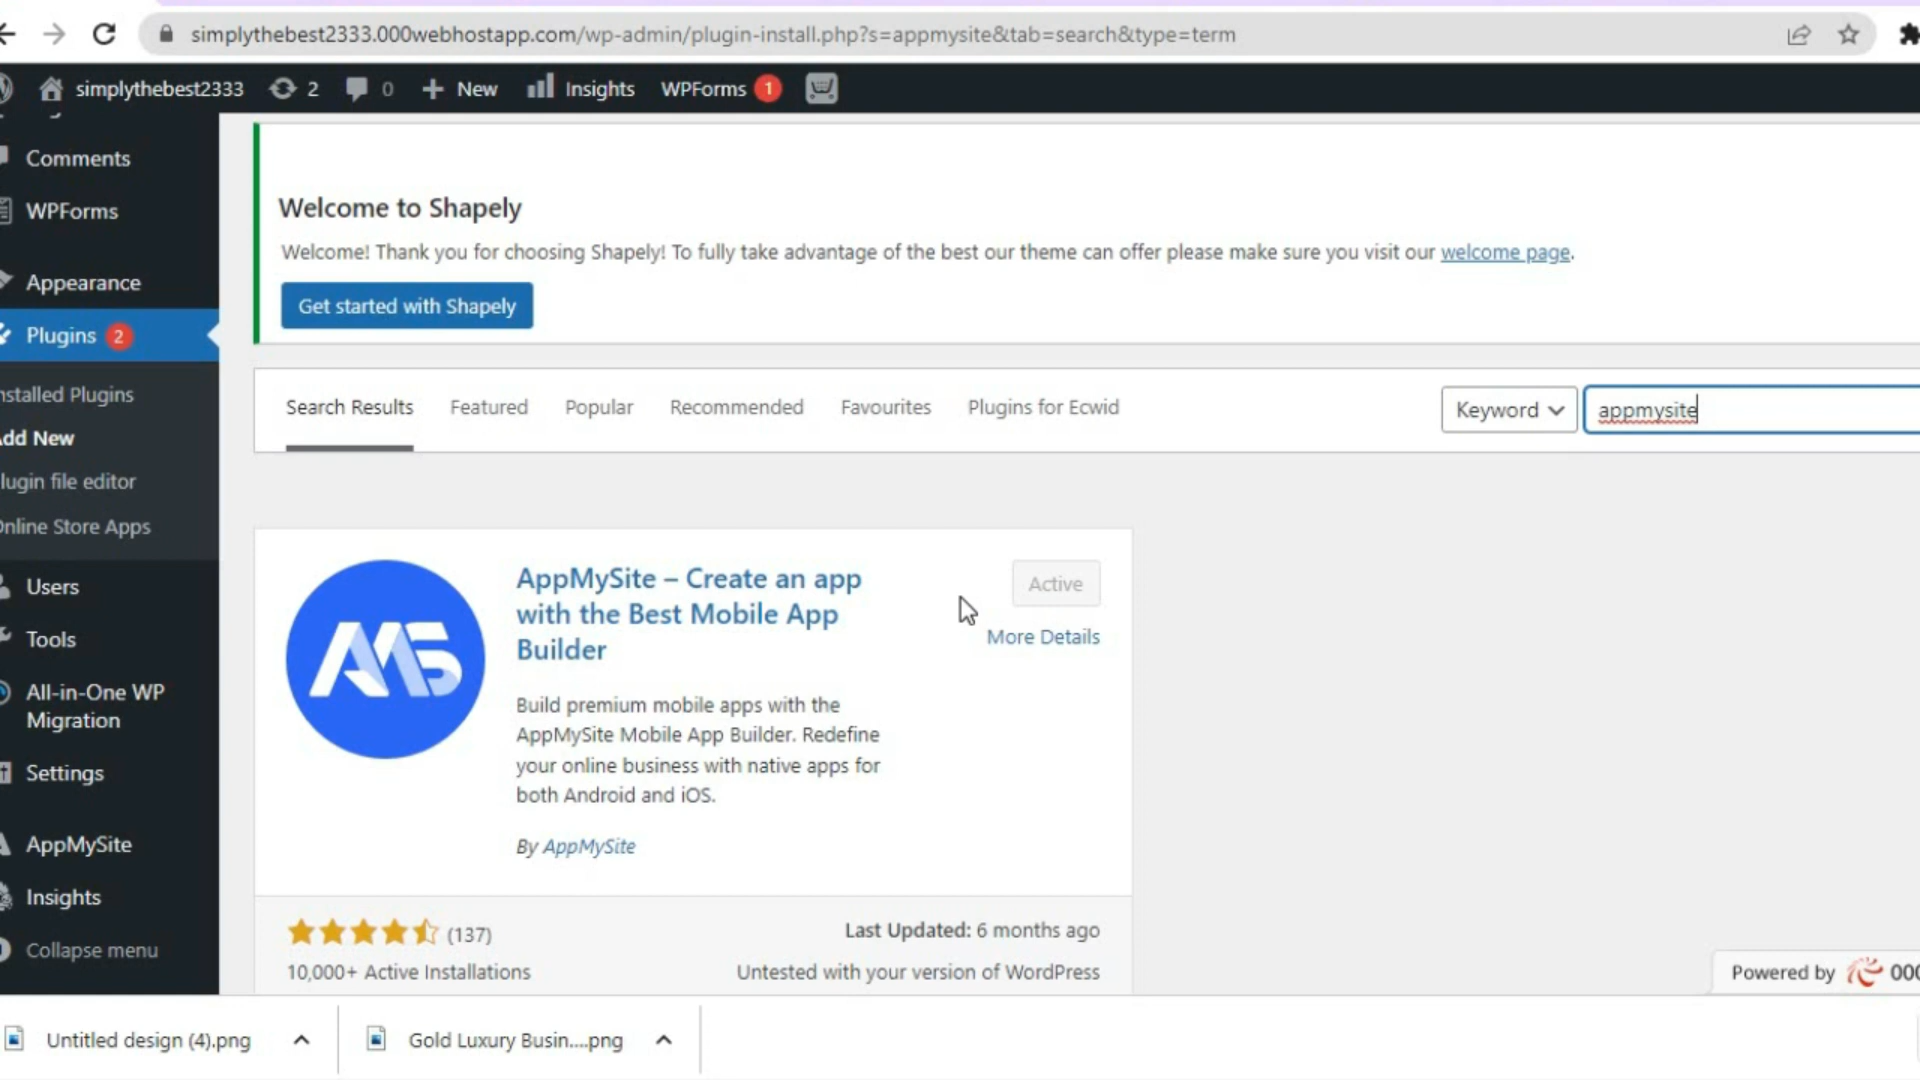 simplythebest2333.000webhostapp.com/wp-admin/plugin-install.php?s=appmysite&tab=search&type=term
simplythebest2333 2 0 New Insights WPForms 1
Comments
WPForms
Appearance
Plugins 2
nstalled Plugins
Add New
lugin file editor
Online Store Apps
Users
Tools
All-in-One WP
Migration
Settings
AppMySite
Insights
Collapse menu
Welcome to Shapely
Welcome! Thank you for choosing Shapely! To fully take advantage of the best our theme can offer please make sure you visit our welcome page.
Get started with Shapely
Search Results Featured Popular Recommended Favourites Plugins for Ecwid Keyword appmysite
AMS
AppMySite – Create an app
with the Best Mobile App
Builder
Active
More Details
Build premium mobile apps with the
AppMySite Mobile App Builder. Redefine
your online business with native apps for
both Android and iOS.
By AppMySite
(137)
Last Updated: 6 months ago
10,000+ Active Installations
Untested with your version of WordPress
Powered by 000
Untitled design (4).png
Gold Luxury Busin....png